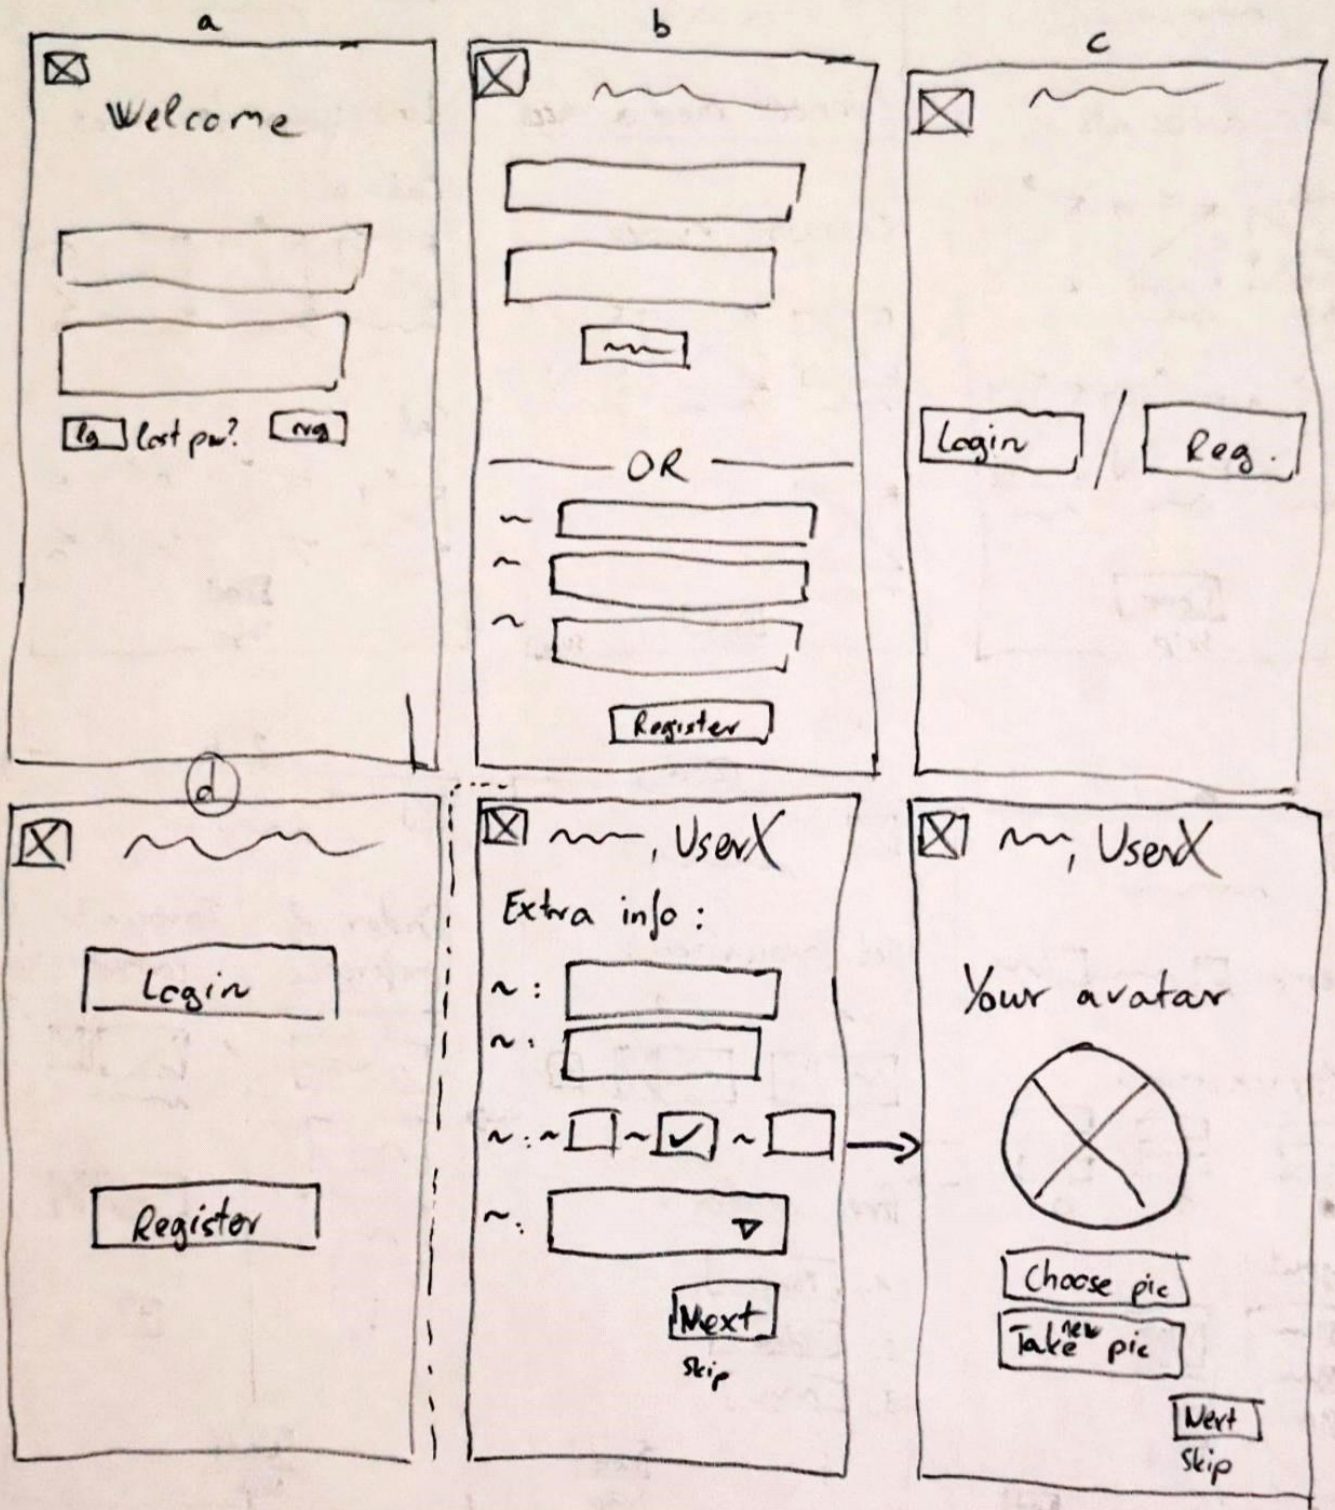 a
Welcome
lg lost pw? reg
b
OR
Register
c
Login / Reg.
d
Login
Register
, UserX
Extra info:
Next
Skip
, UserX
Your avatar
Choose pic
Take new pic
Next
Skip